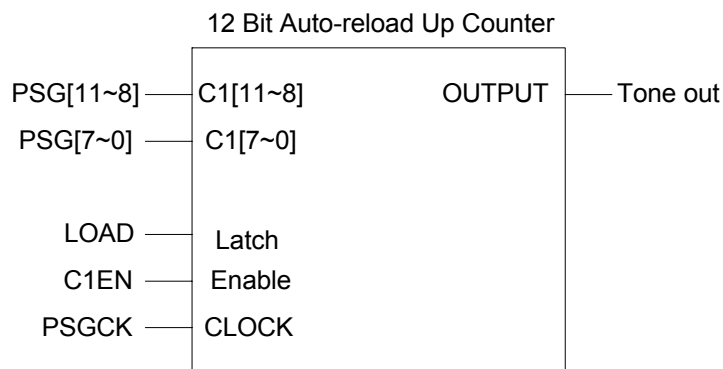 12 Bit Auto-reload Up Counter
PSG[11~8] C1[11~8] OUTPUT Tone out
PSG[7~0] C1[7~0]
LOAD Latch
C1EN Enable
PSGCK CLOCK